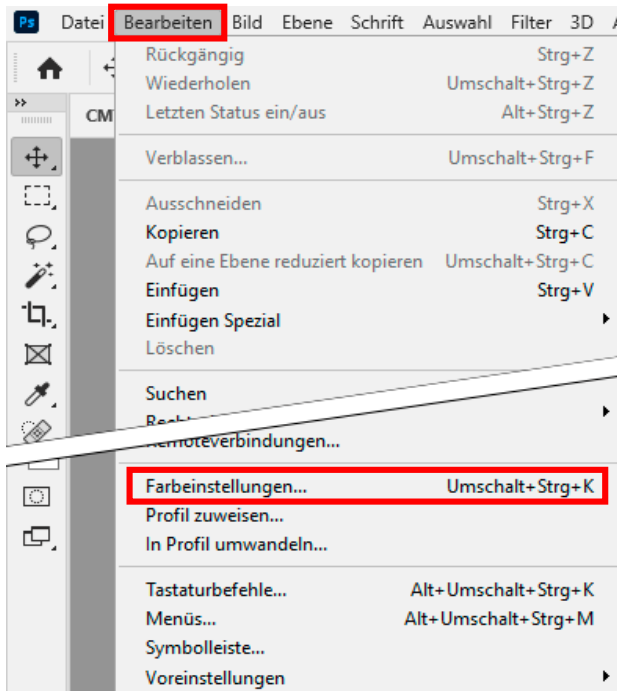 Ps Datei Bearbeiten Bild Ebene Schrift Auswahl Filter 3D
CM
Rückgängig Strg+Z
Wiederholen Umschalt+Strg+Z
Letzten Status ein/aus Alt+Strg+Z
Verblassen... Umschalt+Strg+F
Ausschneiden Strg+X
Kopieren Strg+C
Auf eine Ebene reduziert kopieren Umschalt+Strg+C
Einfügen Strg+V
Einfügen Spezial
Löschen
Suchen
Remoteverbindungen...
Farbeinstellungen... Umschalt+Strg+K
Profil zuweisen...
In Profil umwandeln...
Tastaturbefehle... Alt+Umschalt+Strg+K
Menüs... Alt+Umschalt+Strg+M
Symbolleiste...
Voreinstellungen